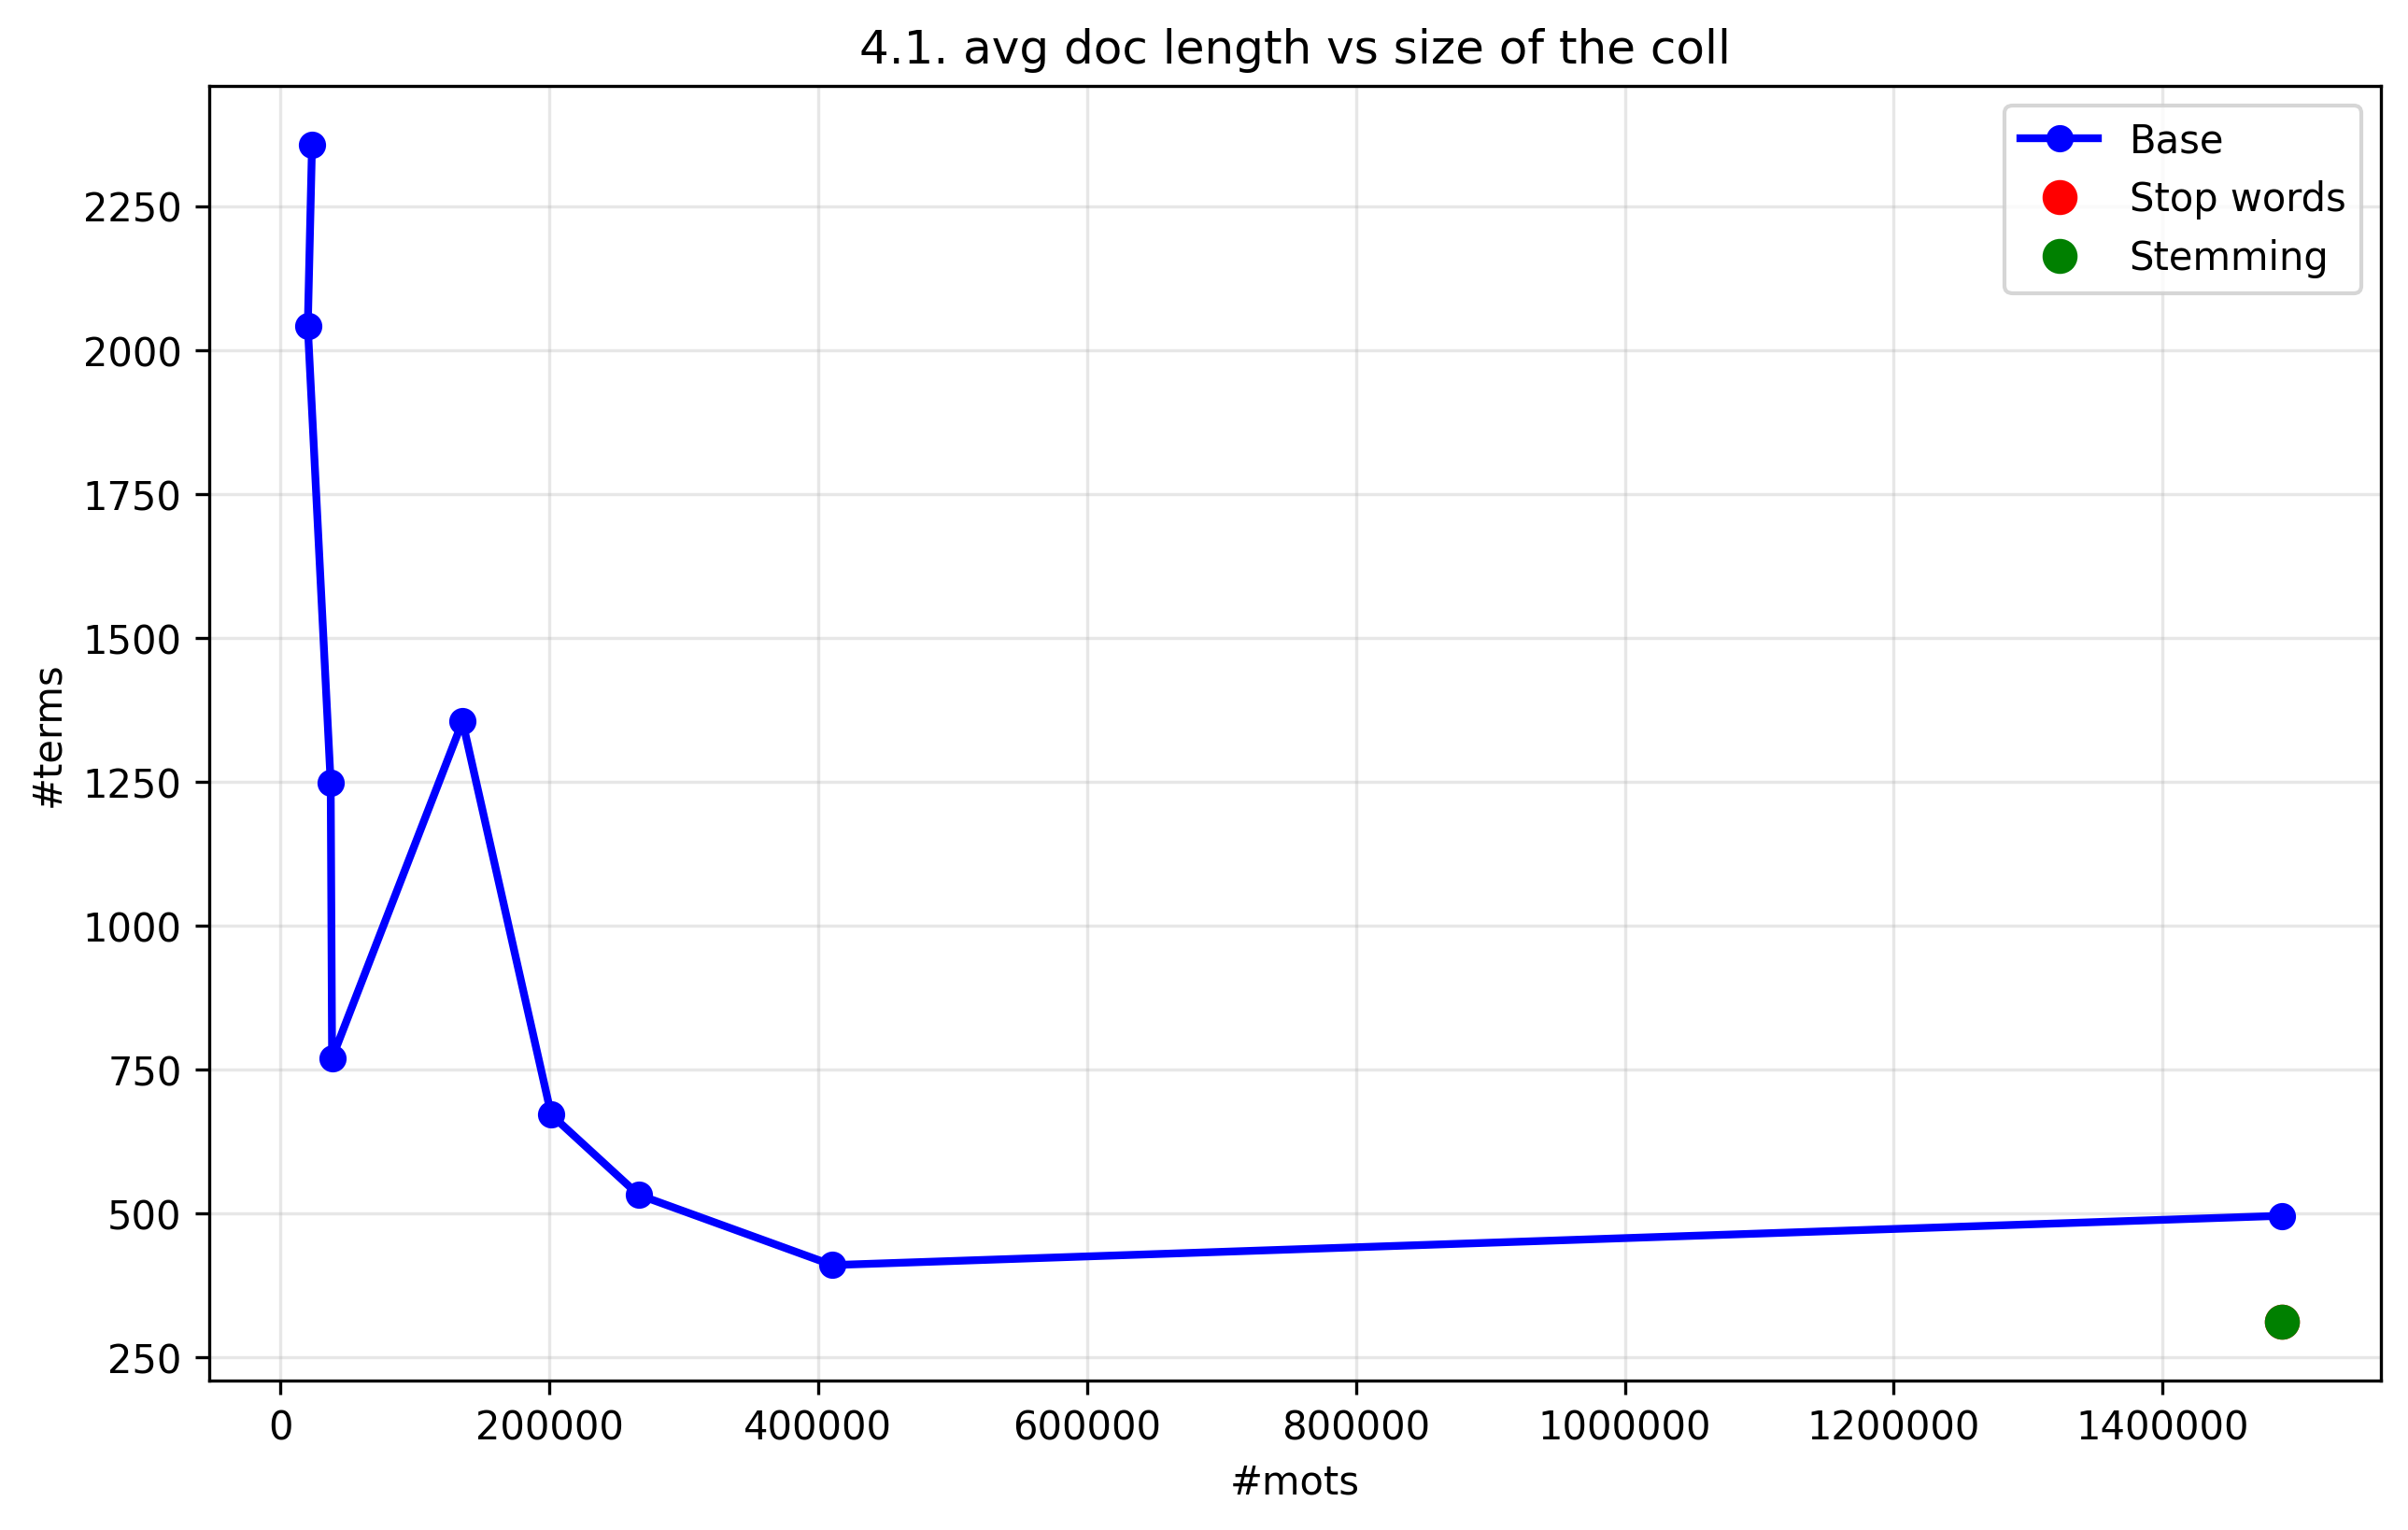 4.1. avg doc length vs size of the coll
Base
Stop words
Stemming
#terms
2250
2000
1750
1500
1250
1000
750
500
250
0 200000 400000 600000 800000 1000000 1200000 1400000
#mots